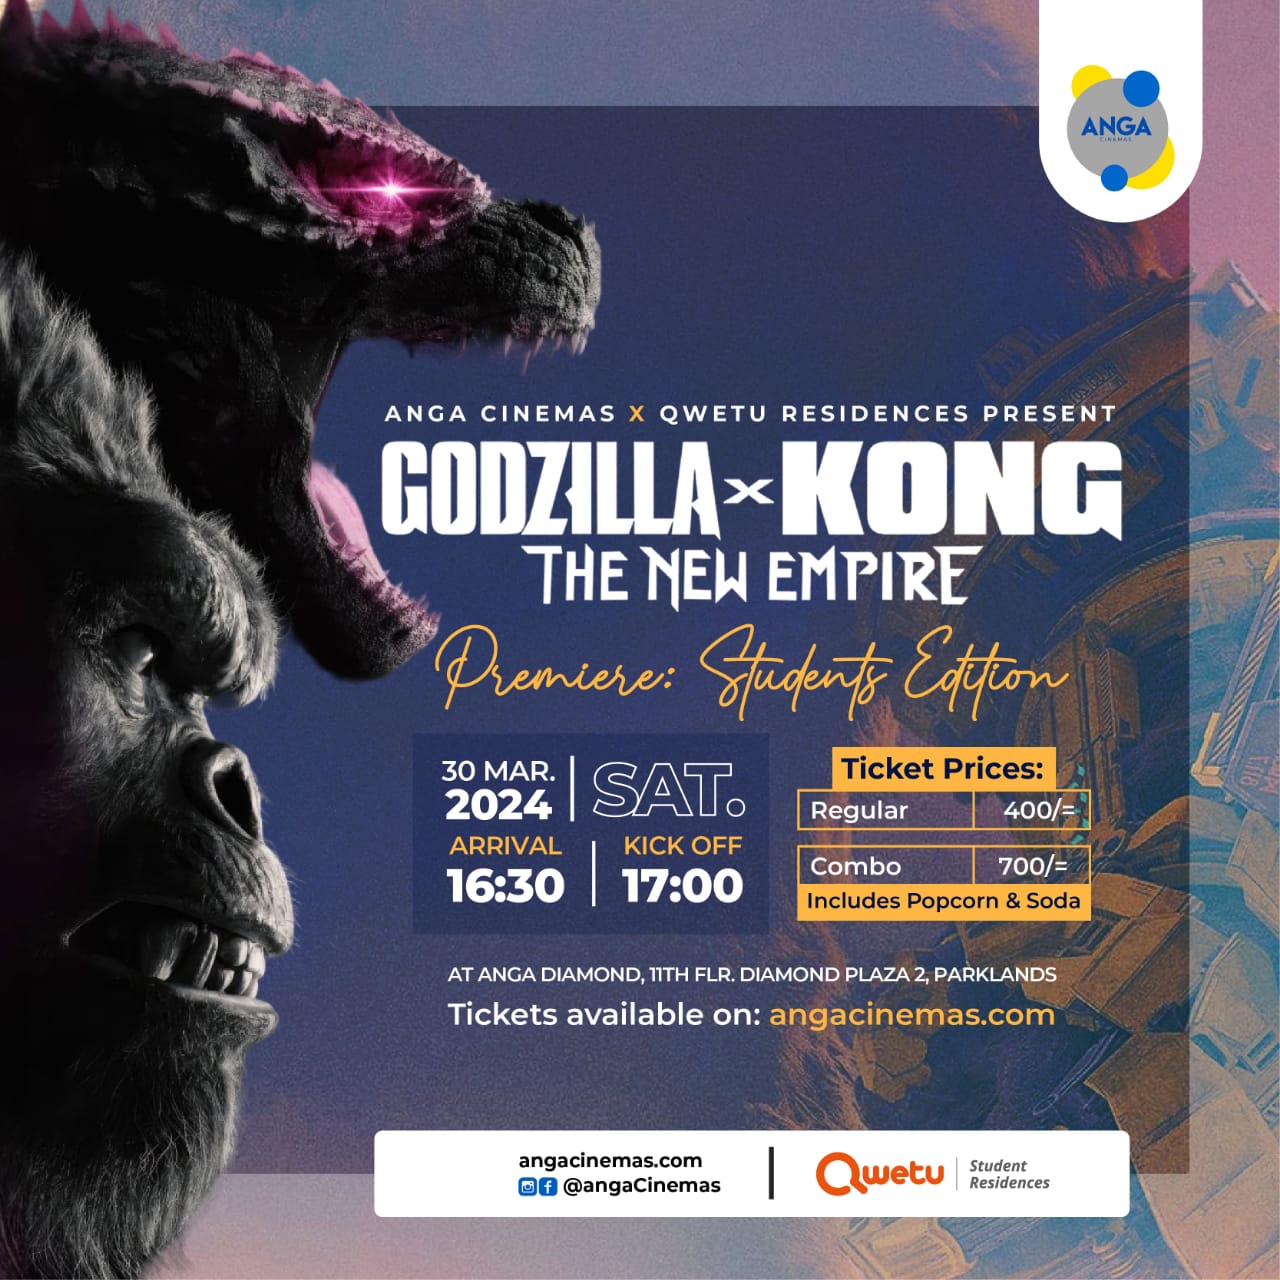 ANGA
CINEMAS
ANGA CINEMAS X QWETU RESIDENCES PRESENT
GODZILLA x KONG
THE NEW EMPIRE
Premiere: Students Edition
30 MAR.
2024
SAT.
ARRIVAL
16:30
KICK OFF
17:00
Ticket Prices:
Regular 400/=
Combo 700/=
Includes Popcorn & Soda
AT ANGA DIAMOND, 11TH FLR. DIAMOND PLAZA 2, PARKLANDS
Tickets available on: angacinemas.com
angacinemas.com
@angaCinemas
Qwetu
Student
Residences